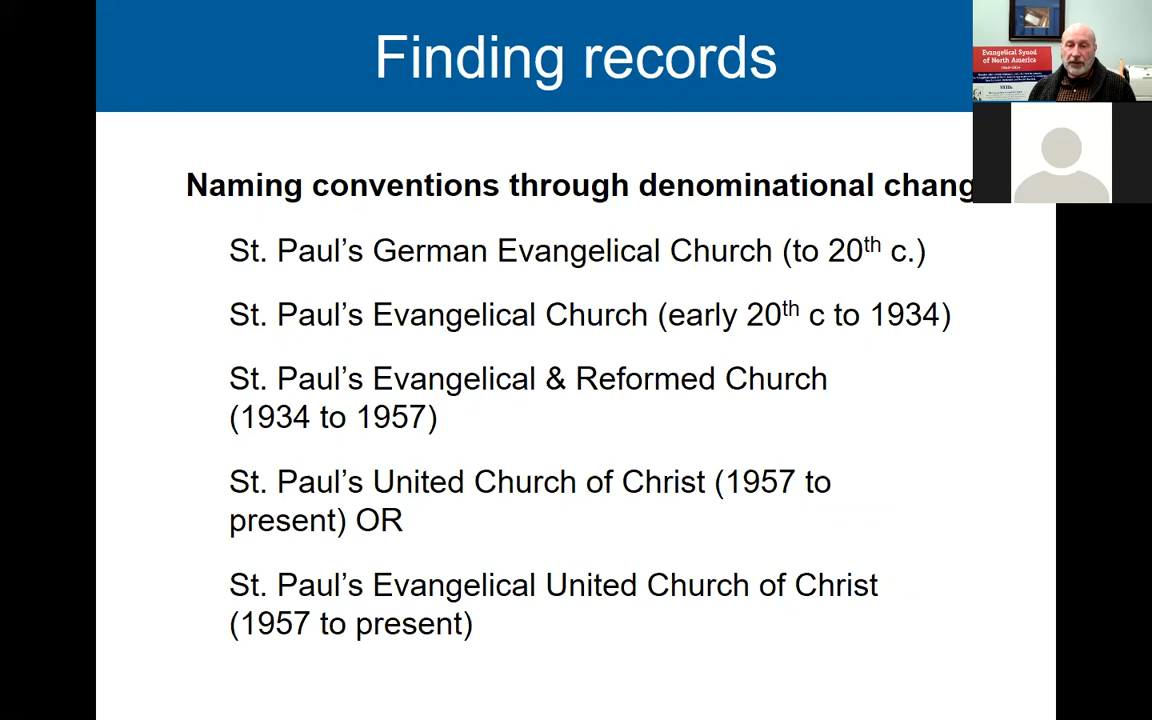 Finding records
Naming conventions through denominational chang
St. Paul's German Evangelical Church (to 20th c.)
St. Paul's Evangelical Church (early 20th c to 1934)
St. Paul's Evangelical & Reformed Church
(1934 to 1957)
St. Paul's United Church of Christ (1957 to
present) OR
St. Paul's Evangelical United Church of Christ
(1957 to present)
Evangelical Synod
of North America